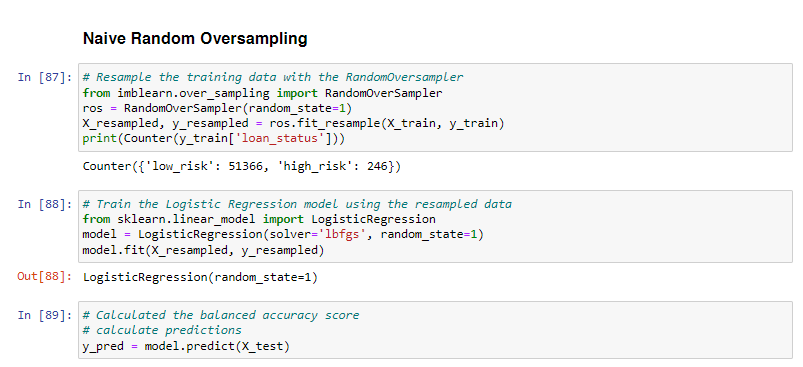 Naive Random Oversampling
In [87]: # Resample the training data with the RandomOversampler
from imblearn.over_sampling import RandomOverSampler
ros = RandomOverSampler(random_state=1)
X_resampled, y_resampled = ros.fit_resample(X_train, y_train)
print(Counter(y_train['loan_status']))
Counter({'low_risk': 51366, 'high_risk': 246})
In [88]: # Train the Logistic Regression model using the resampled data
from sklearn.linear_model import LogisticRegression
model = LogisticRegression(solver='lbfgs', random_state=1)
model.fit(X_resampled, y_resampled)
Out[88]: LogisticRegression(random_state=1)
In [89]: # Calculated the balanced accuracy score
# calculate predictions
y_pred = model.predict(X_test)